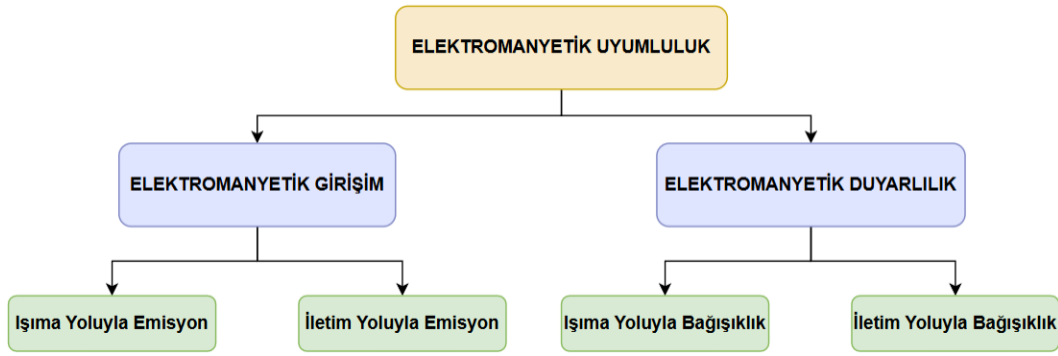 ELEKTROMANYETİK UYUMLULUK
ELEKTROMANYETİK GİRİŞİM
ELEKTROMANYETİK DUYARLILIK
Işıma Yoluyla Emisyon
İletim Yoluyla Emisyon
Işıma Yoluyla Bağışıklık
İletim Yoluyla Bağışıklık